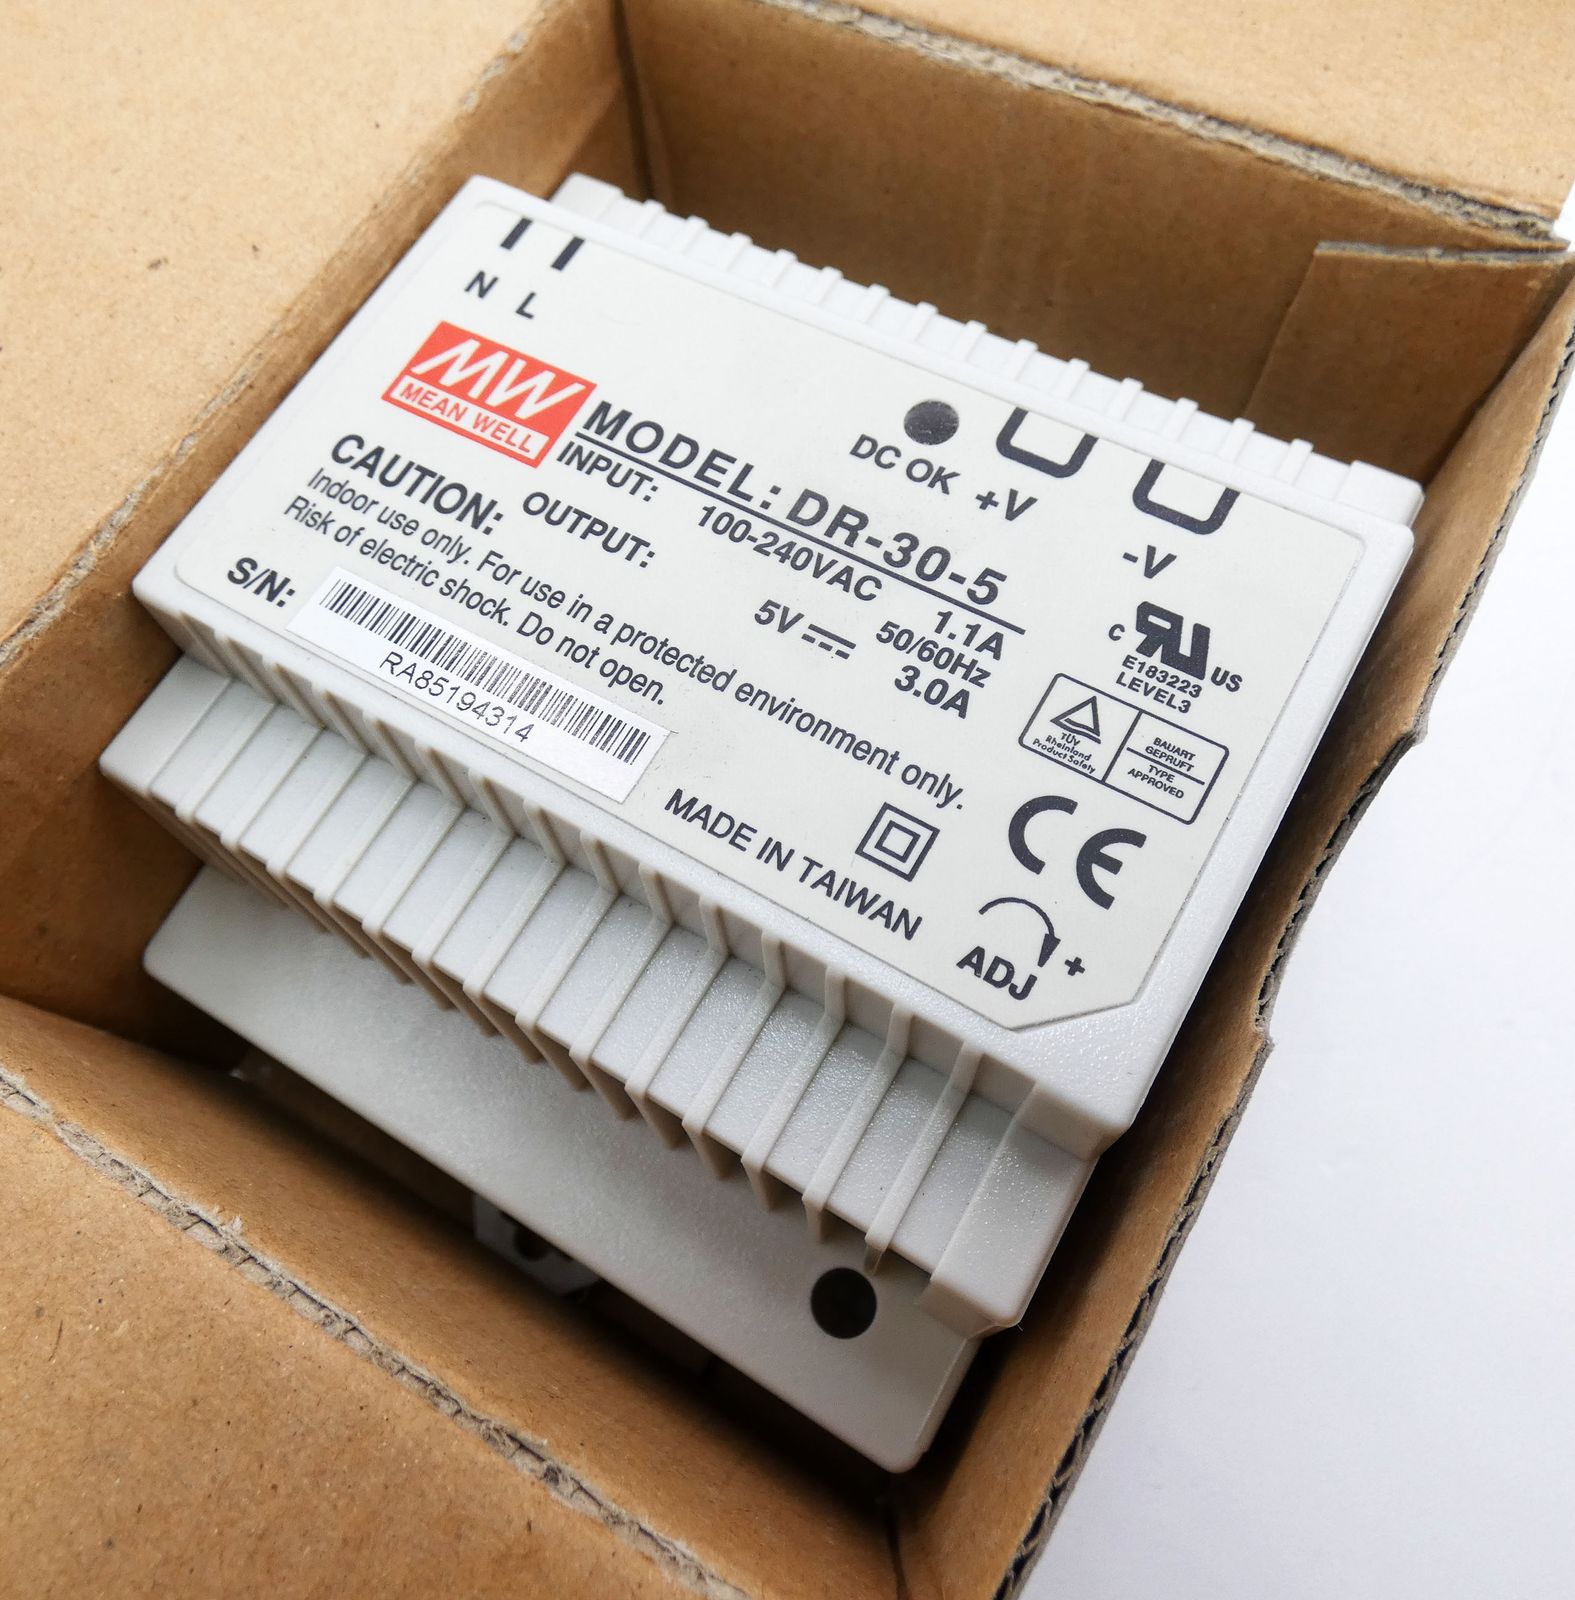 N L
MW
MEAN WELL
MODEL: DR-30-5
INPUT: 100-240VAC 1.1A
50/60Hz
OUTPUT: 5V 3.0A
CAUTION:
Indoor use only. For use in a protected environment only.
Risk of electric shock. Do not open.
S/N:
RA85194314
MADE IN TAIWAN
DC OK +V -V
C RU US
E183223
LEVEL3
TÜV
Rheinland
Product Safety
BAUART
GEPRUFT
TYPE
APPROVED
CE
ADJ +